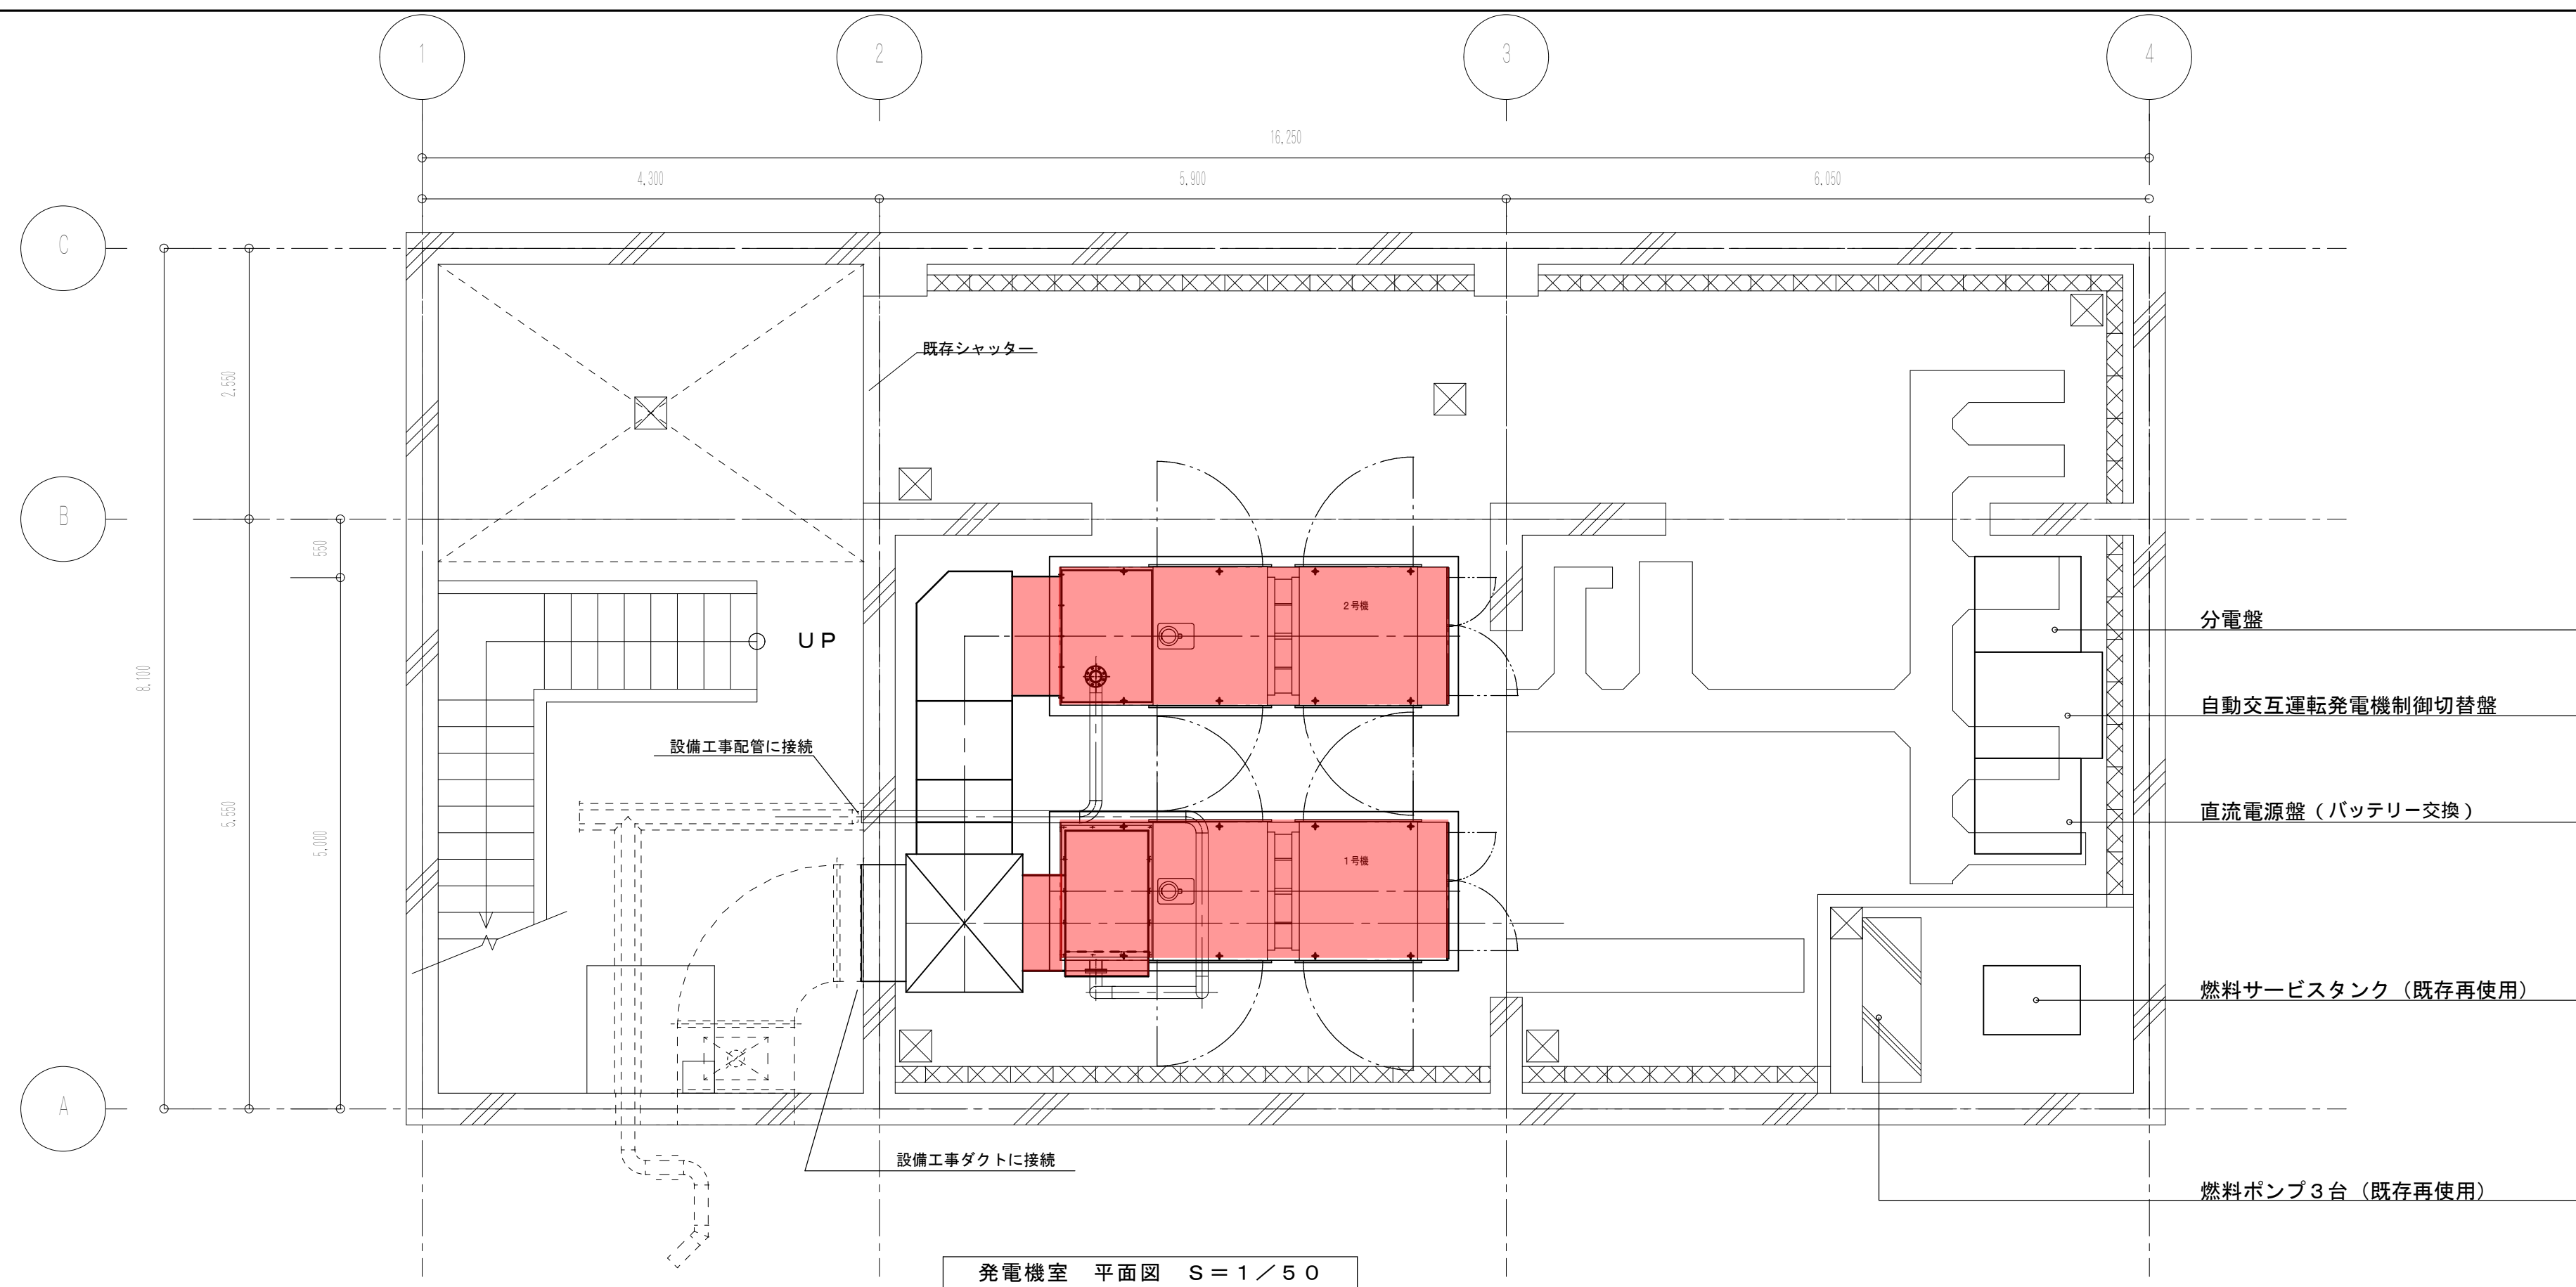 1
2
3
4
16.250
4.300
5.900
6.050
C
B
A
2.550
550
8.100
5.550
5.000
既存シャッター
UP
2号機
1号機
設備工事配管に接続
設備工事ダクトに接続
分電盤
自動交互運転発電機制御切替盤
直流電源盤（バッテリー交換）
燃料サービスタンク（既存再使用）
燃料ポンプ3台（既存再使用）
発電機室　平面図　S＝1／50